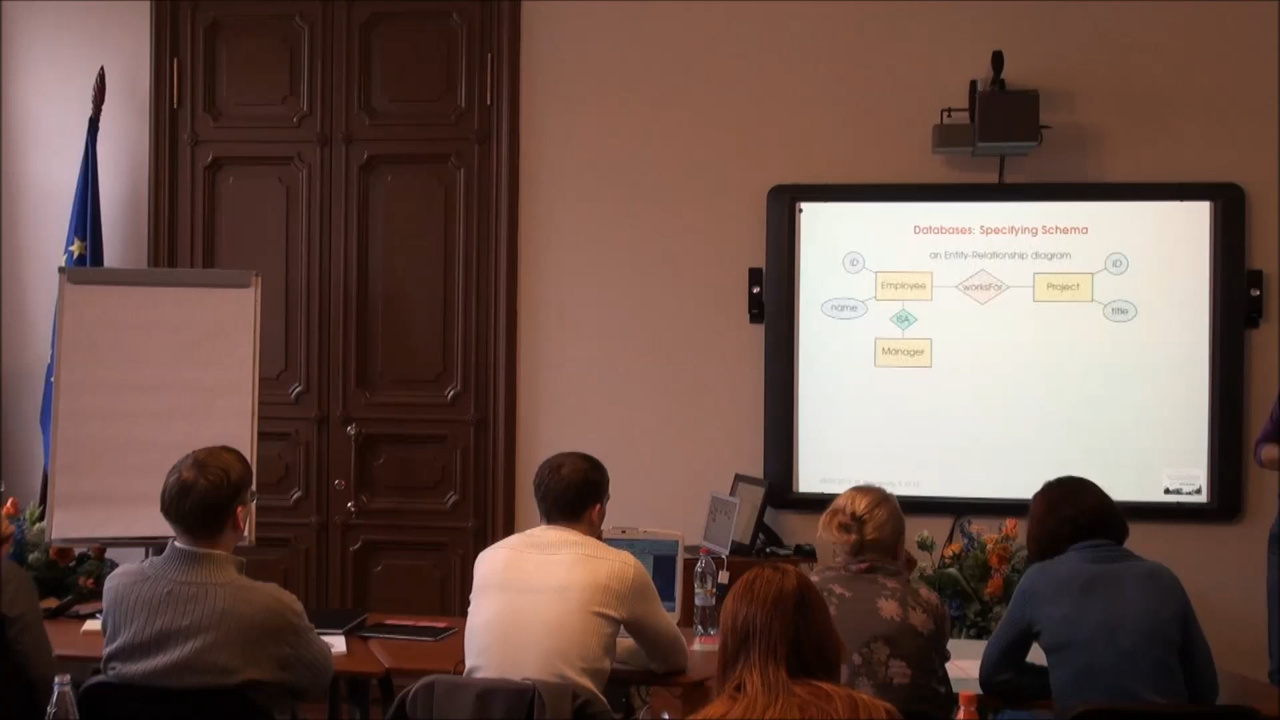 Databases: Specifying Schema
an Entity-Relationship diagram
ID
ID
Employee
worksFor
Project
name
title
ISA
Manager